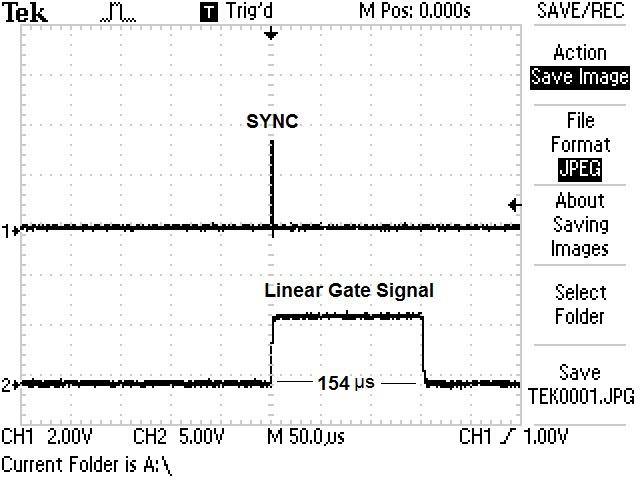 Tek T Trig'd M Pos: 0.000s SAVE/REC
Action
Save Image
SYNC
File
Format
JPEG
1
About
Saving
Images
Linear Gate Signal
Select
Folder
2
154 µs
Save
TEK0001.JPG
CH1 2.00V CH2 5.00V M 50.0µs CH1 1.00V
Current Folder is A:\